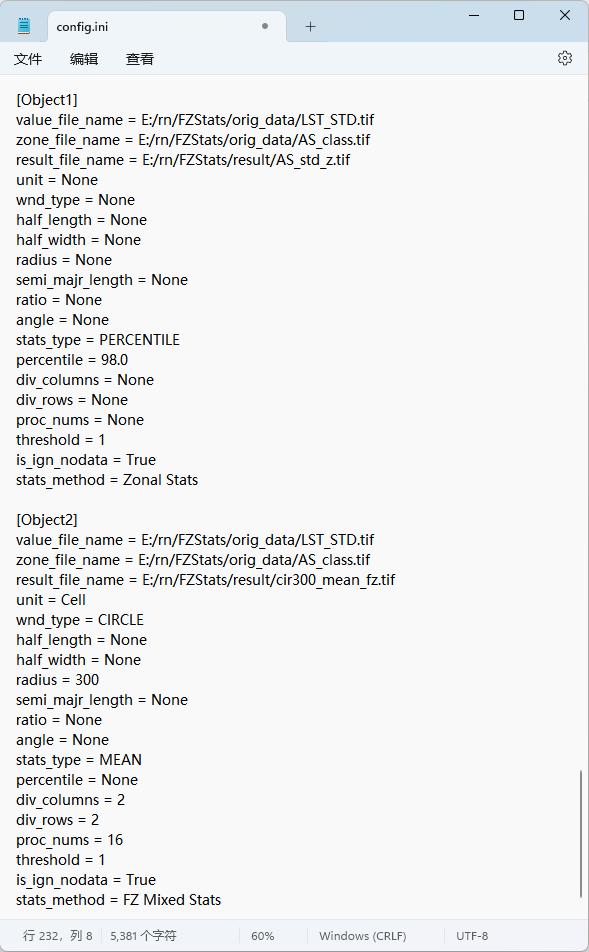 config.ini
文件 编辑 查看
[Object1]
value_file_name = E:/rn/FZStats/orig_data/LST_STD.tif
zone_file_name = E:/rn/FZStats/orig_data/AS_class.tif
result_file_name = E:/rn/FZStats/result/AS_std_z.tif
unit = None
wnd_type = None
half_length = None
half_width = None
radius = None
semi_majr_length = None
ratio = None
angle = None
stats_type = PERCENTILE
percentile = 98.0
div_columns = None
div_rows = None
proc_nums = None
threshold = 1
is_ign_nodata = True
stats_method = Zonal Stats
[Object2]
value_file_name = E:/rn/FZStats/orig_data/LST_STD.tif
zone_file_name = E:/rn/FZStats/orig_data/AS_class.tif
result_file_name = E:/rn/FZStats/result/cir300_mean_fz.tif
unit = Cell
wnd_type = CIRCLE
half_length = None
half_width = None
radius = 300
semi_majr_length = None
ratio = None
angle = None
stats_type = MEAN
percentile = None
div_columns = 2
div_rows = 2
proc_nums = 16
threshold = 1
is_ign_nodata = True
stats_method = FZ Mixed Stats
行 232，列 8 5,381 个字符 60% Windows (CRLF) UTF-8